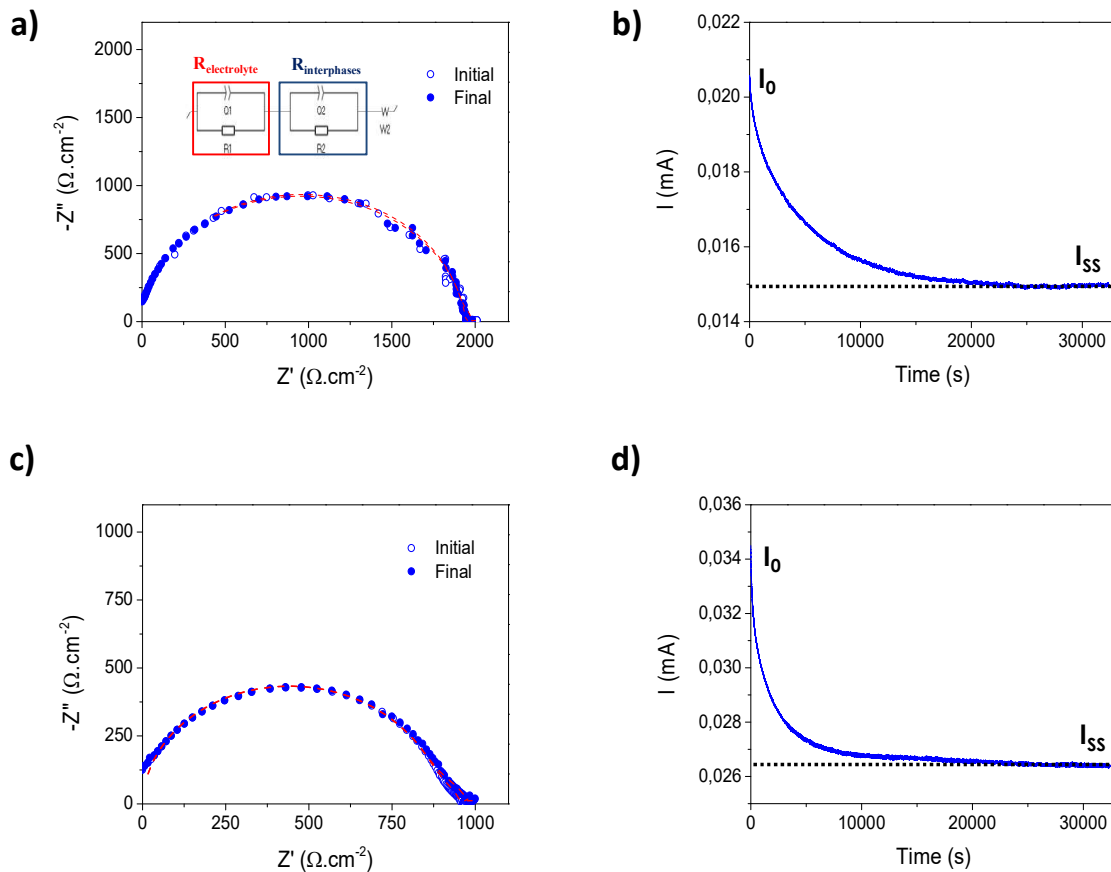 a)
2000
1500
1000
500
0
-Z'' (Ω.cm⁻²)
R electrolyte
R interphases
Q1
R1
Q2
R2
W
W2
Initial
Final
0 500 1000 1500 2000
Z' (Ω.cm⁻²)
b)
0,022
0,020
0,018
0,016
0,014
I (mA)
I₀
Iss
0 10000 20000 30000
Time (s)
c)
1000
750
500
250
0
-Z'' (Ω.cm⁻²)
Initial
Final
0 250 500 750 1000
Z' (Ω.cm⁻²)
d)
0,036
0,034
0,032
0,030
0,028
0,026
I (mA)
I₀
Iss
0 10000 20000 30000
Time (s)